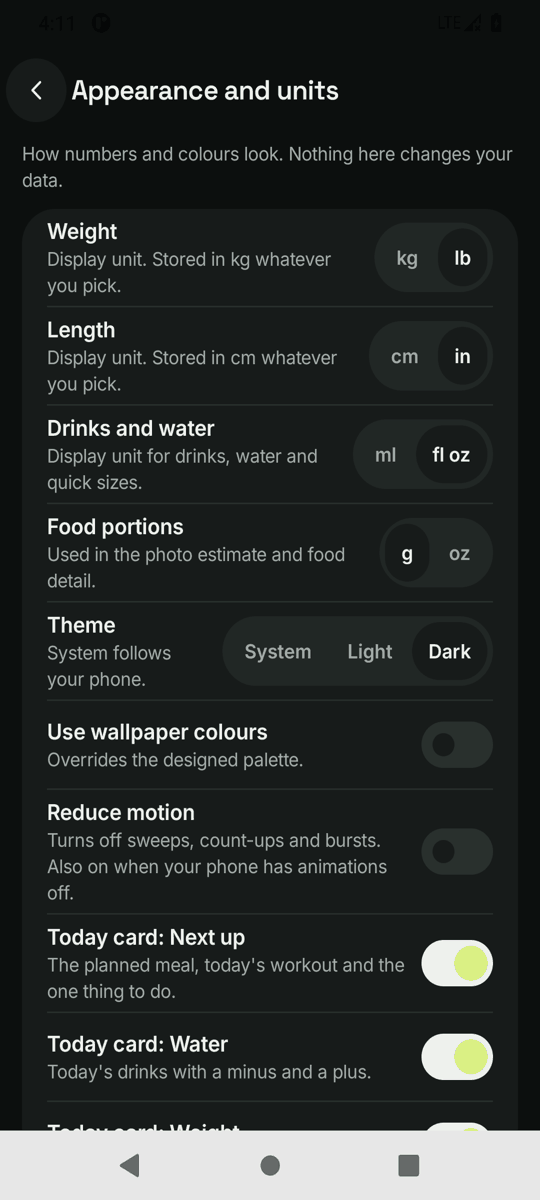 4:11
LTE
Appearance and units
How numbers and colours look. Nothing here changes your
data.
Weight
Display unit. Stored in kg whatever
you pick.
kg
lb
Length
Display unit. Stored in cm whatever
you pick.
cm
in
Drinks and water
Display unit for drinks, water and
quick sizes.
ml
fl oz
Food portions
Used in the photo estimate and food
detail.
g
oz
Theme
System follows
your phone.
System
Light
Dark
Use wallpaper colours
Overrides the designed palette.
Reduce motion
Turns off sweeps, count-ups and bursts.
Also on when your phone has animations
off.
Today card: Next up
The planned meal, today's workout and the
one thing to do.
Today card: Water
Today's drinks with a minus and a plus.
Today card: Weight